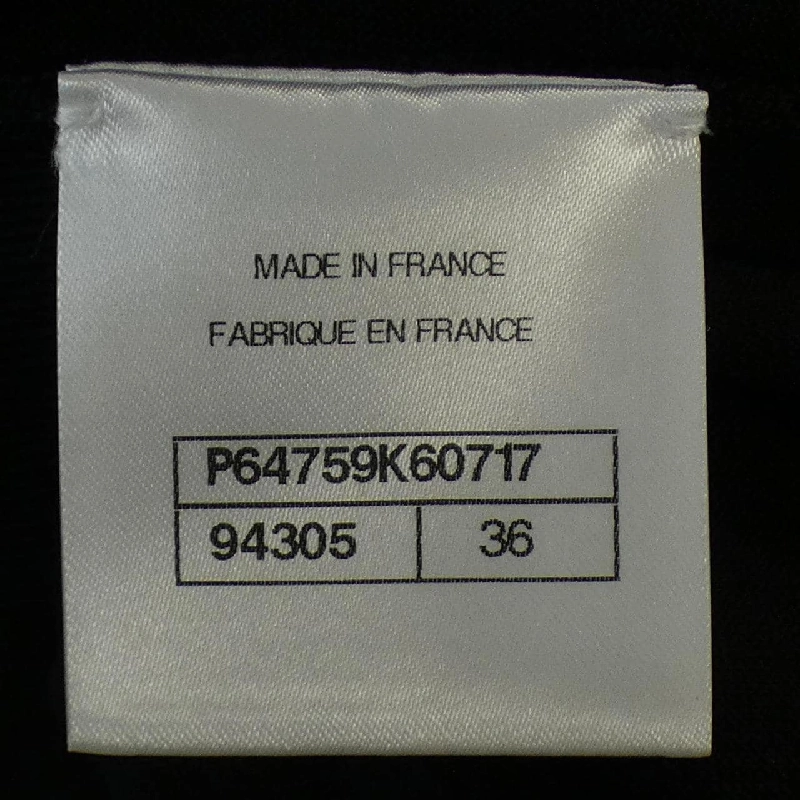 MADE IN FRANCE
FABRIQUE EN FRANCE
P64759K60717
94305 36